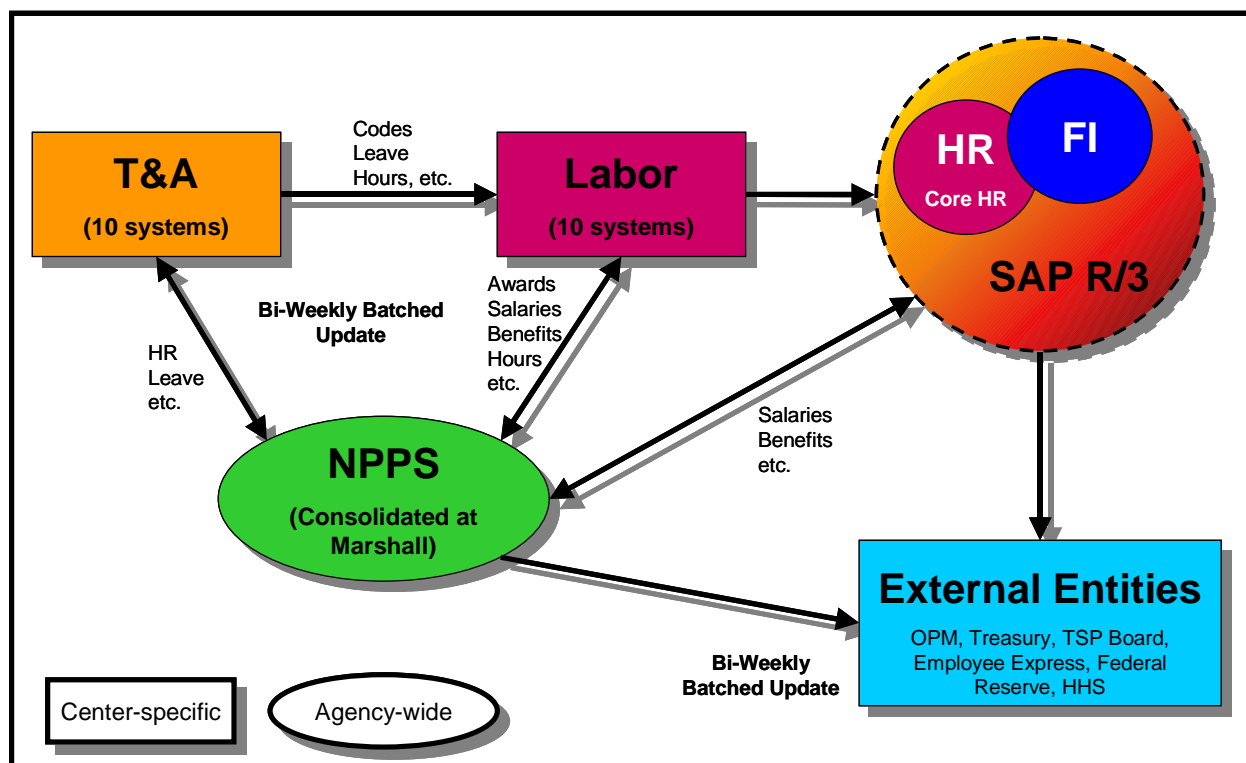 T&A
(10 systems)
Codes
Leave
Hours, etc.
Labor
(10 systems)
HR
Core HR
FI
SAP R/3
Bi-Weekly Batched
Update
HR
Leave
etc.
Awards
Salaries
Benefits
Hours
etc.
Salaries
Benefits
etc.
NPPS
(Consolidated at
Marshall)
External Entities
OPM, Treasury, TSP Board,
Employee Express, Federal
Reserve, HHS
Bi-Weekly
Batched Update
Center-specific
Agency-wide